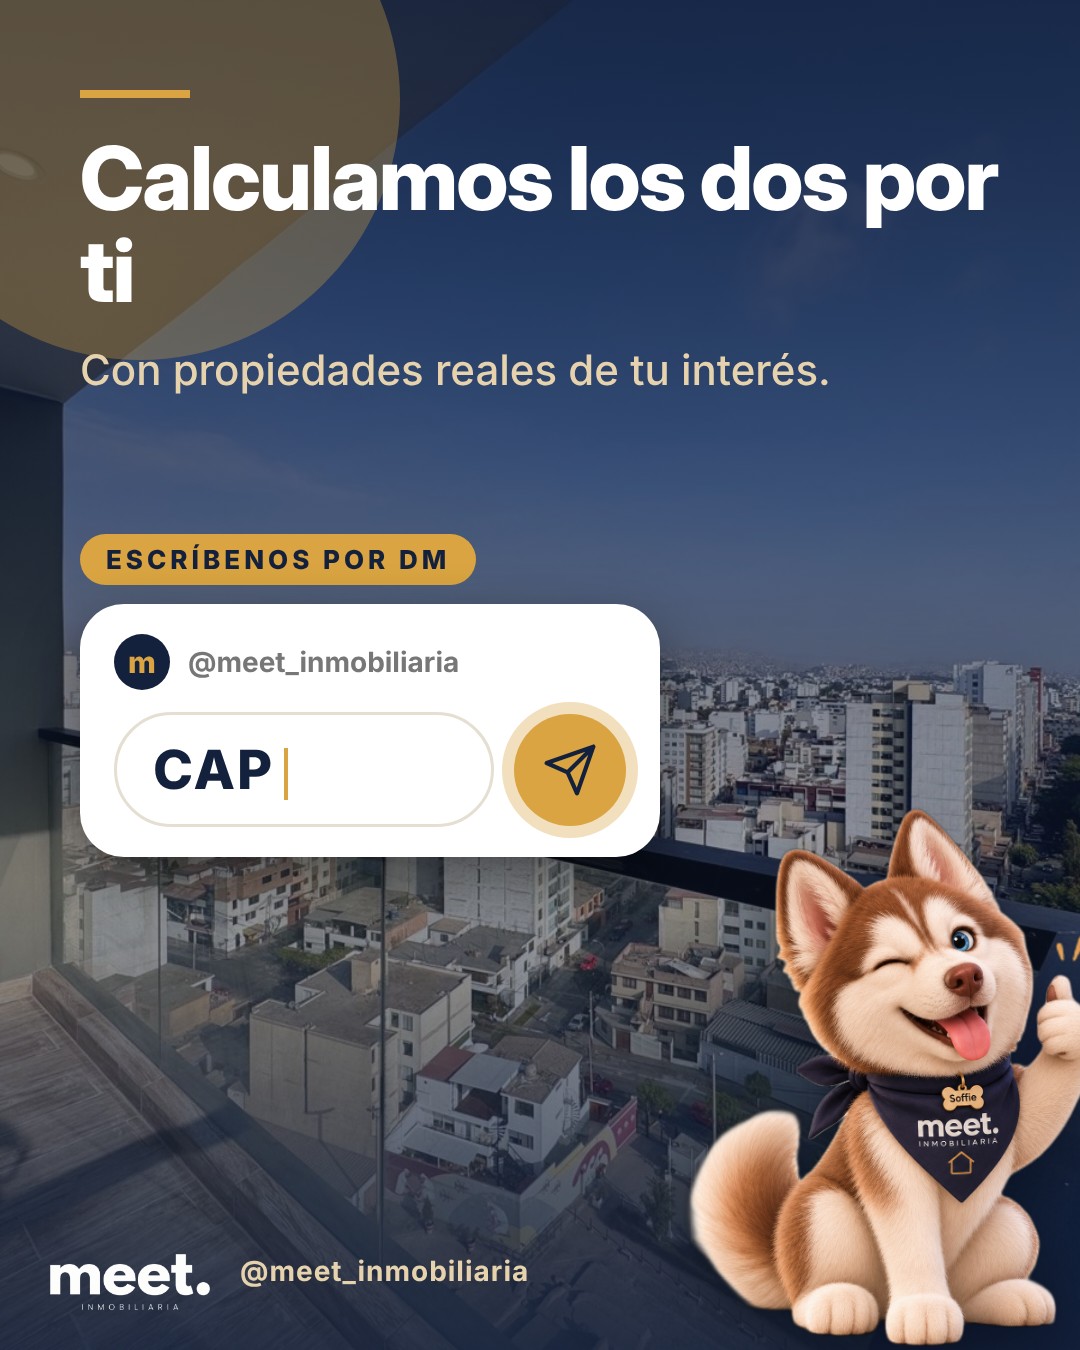 Calculamos los dos por
ti
Con propiedades reales de tu interés.
ESCRÍBENOS POR DM
m
@meet_inmobiliaria
CAP
Soffie
meet.
INMOBILIARIA
meet.
INMOBILIARIA
@meet_inmobiliaria